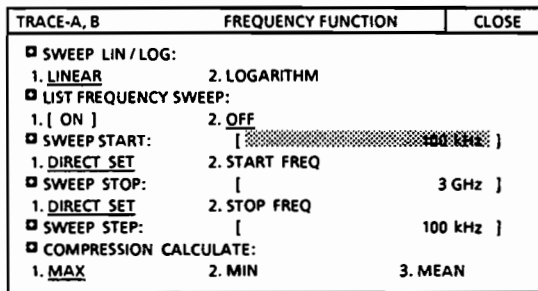 TRACE-A, B FREQUENCY FUNCTION CLOSE
SWEEP LIN / LOG:
1. LINEAR 2. LOGARITHM
LIST FREQUENCY SWEEP:
1. [ ON ] 2. OFF
SWEEP START: [ 100 kHz ]
1. DIRECT SET 2. START FREQ
SWEEP STOP: [ 3 GHz ]
1. DIRECT SET 2. STOP FREQ
SWEEP STEP: [ 100 kHz ]
COMPRESSION CALCULATE:
1. MAX 2. MIN 3. MEAN